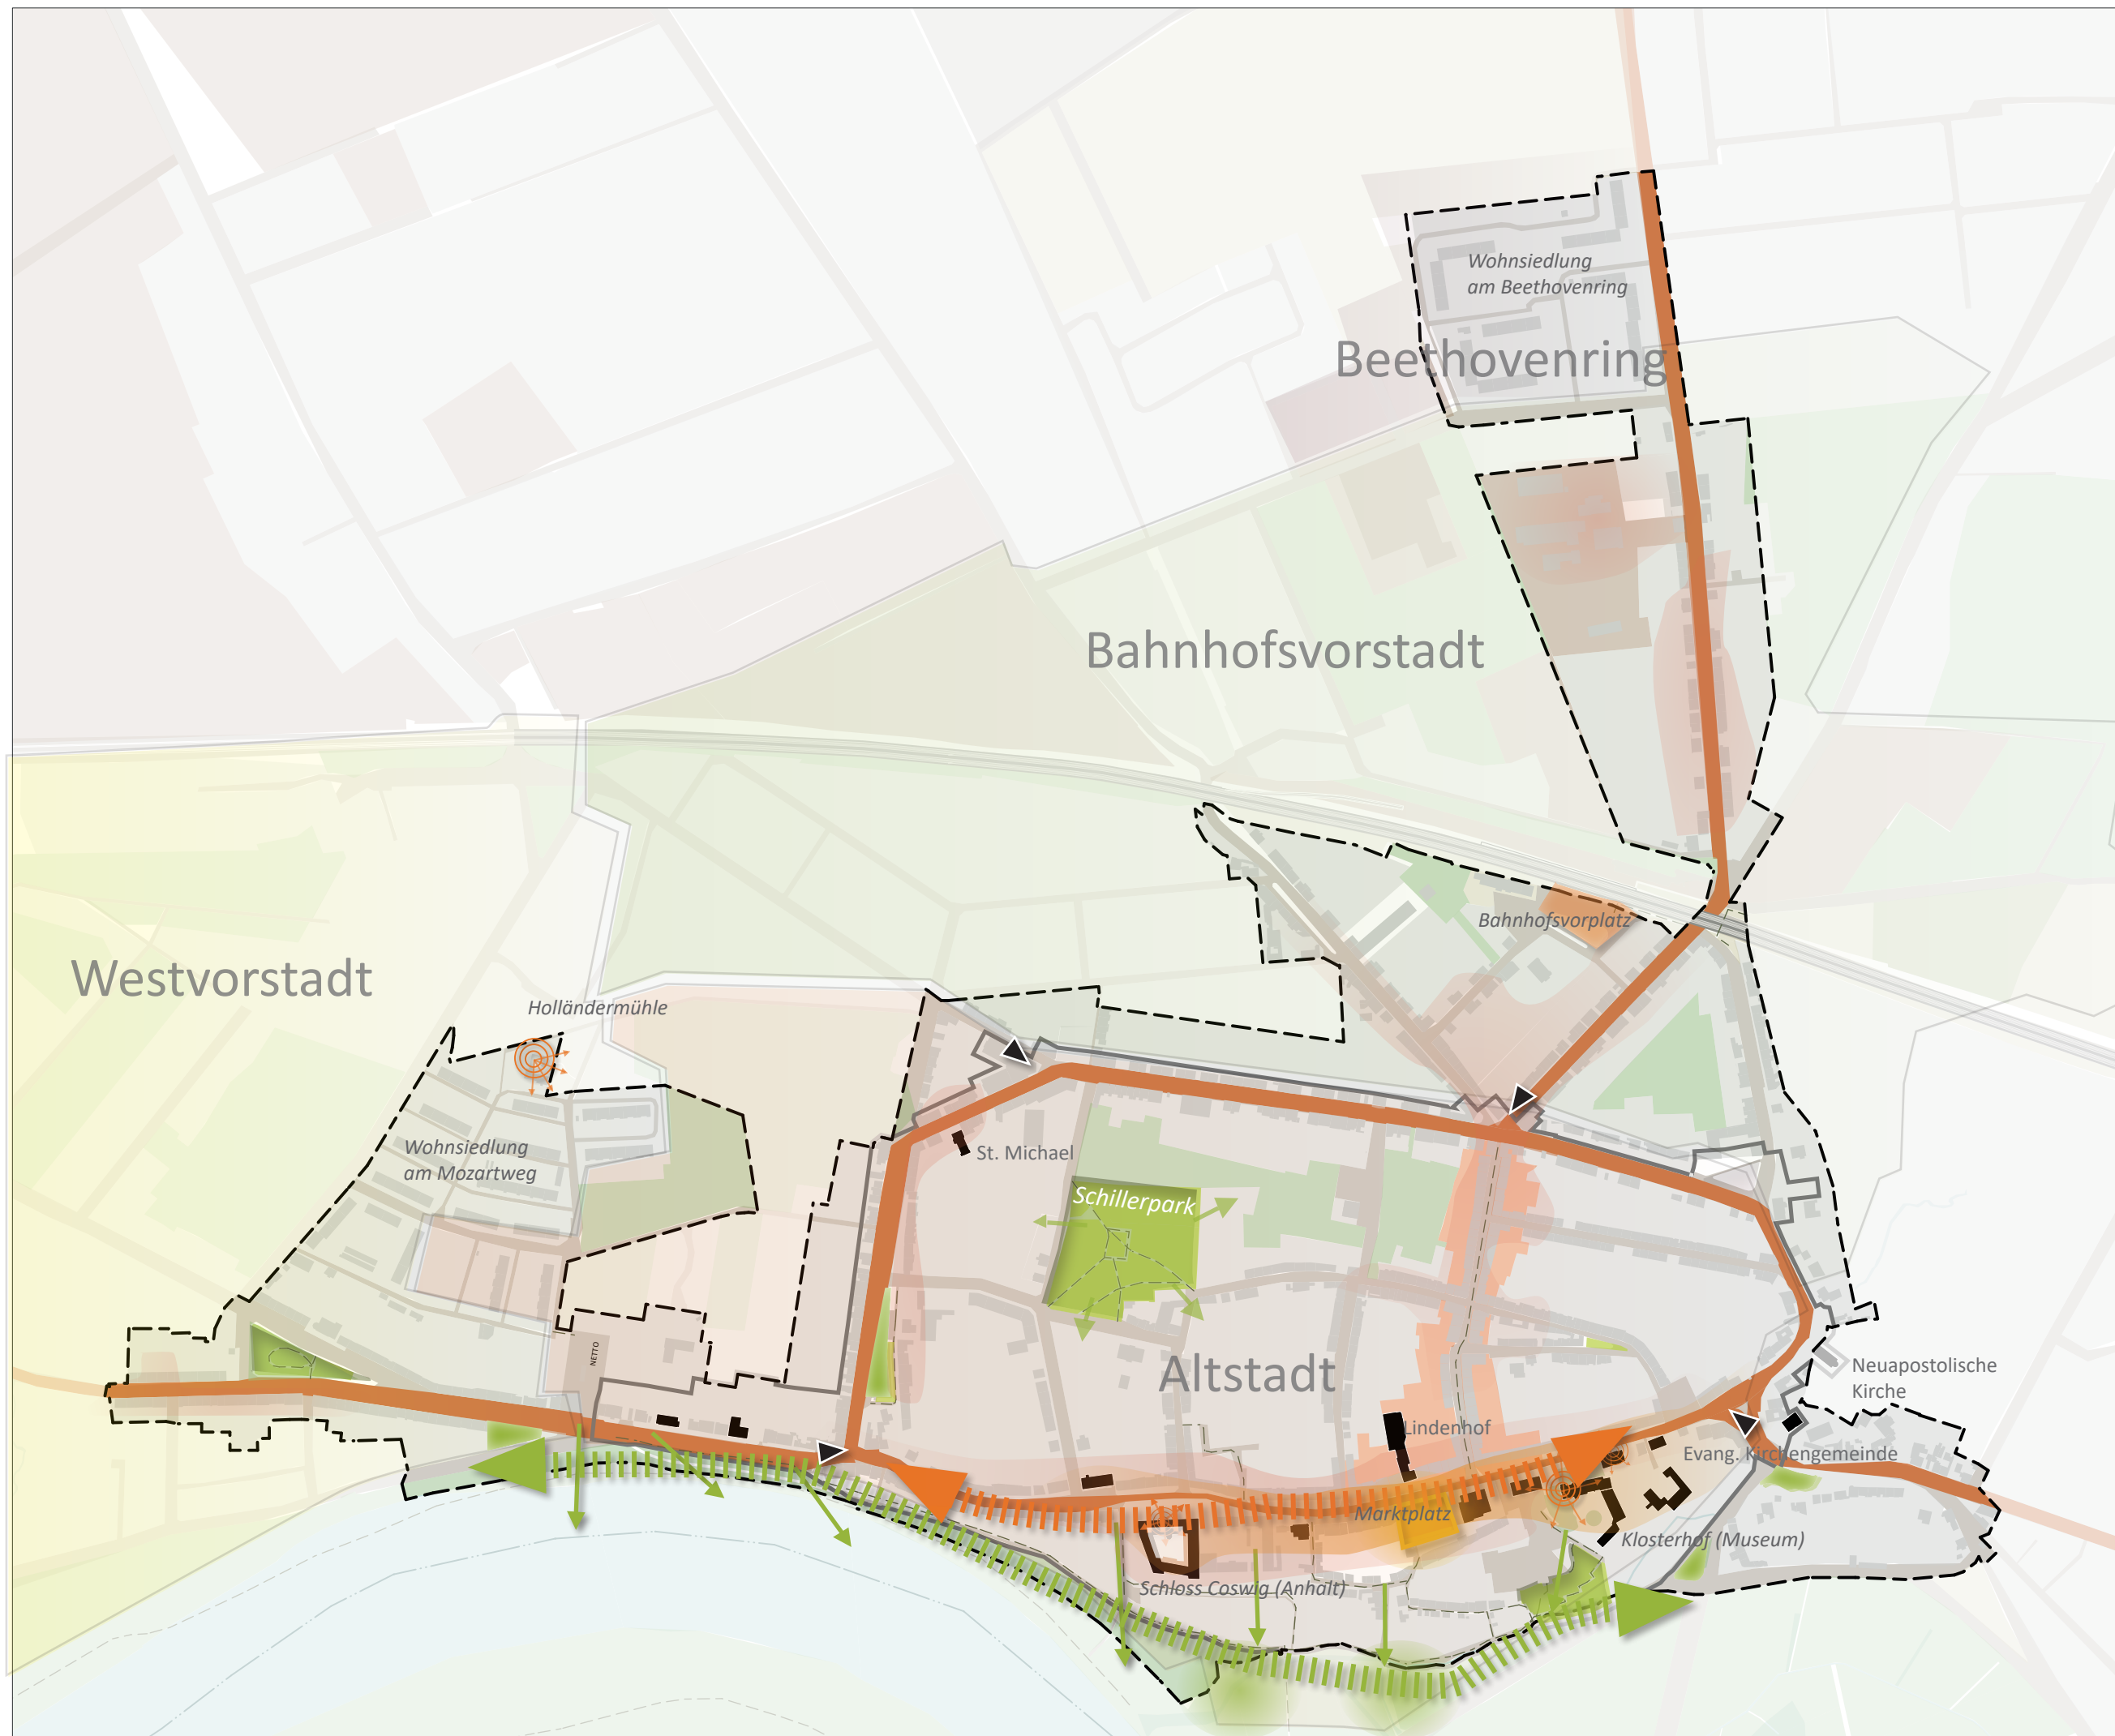 Wohnsiedlung
am Beethovenring
Beethovenring
Bahnhofsvorstadt
Bahnhofsvorplatz
Westvorstadt
Holländermühle
Wohnsiedlung
am Mozartweg
St. Michael
Schillerpark
NETTO
Altstadt
Neuapostolische
Kirche
Lindenhof
Evang. Kirchengemeinde
Marktplatz
Klosterhof (Museum)
Schloss Coswig (Anhalt)